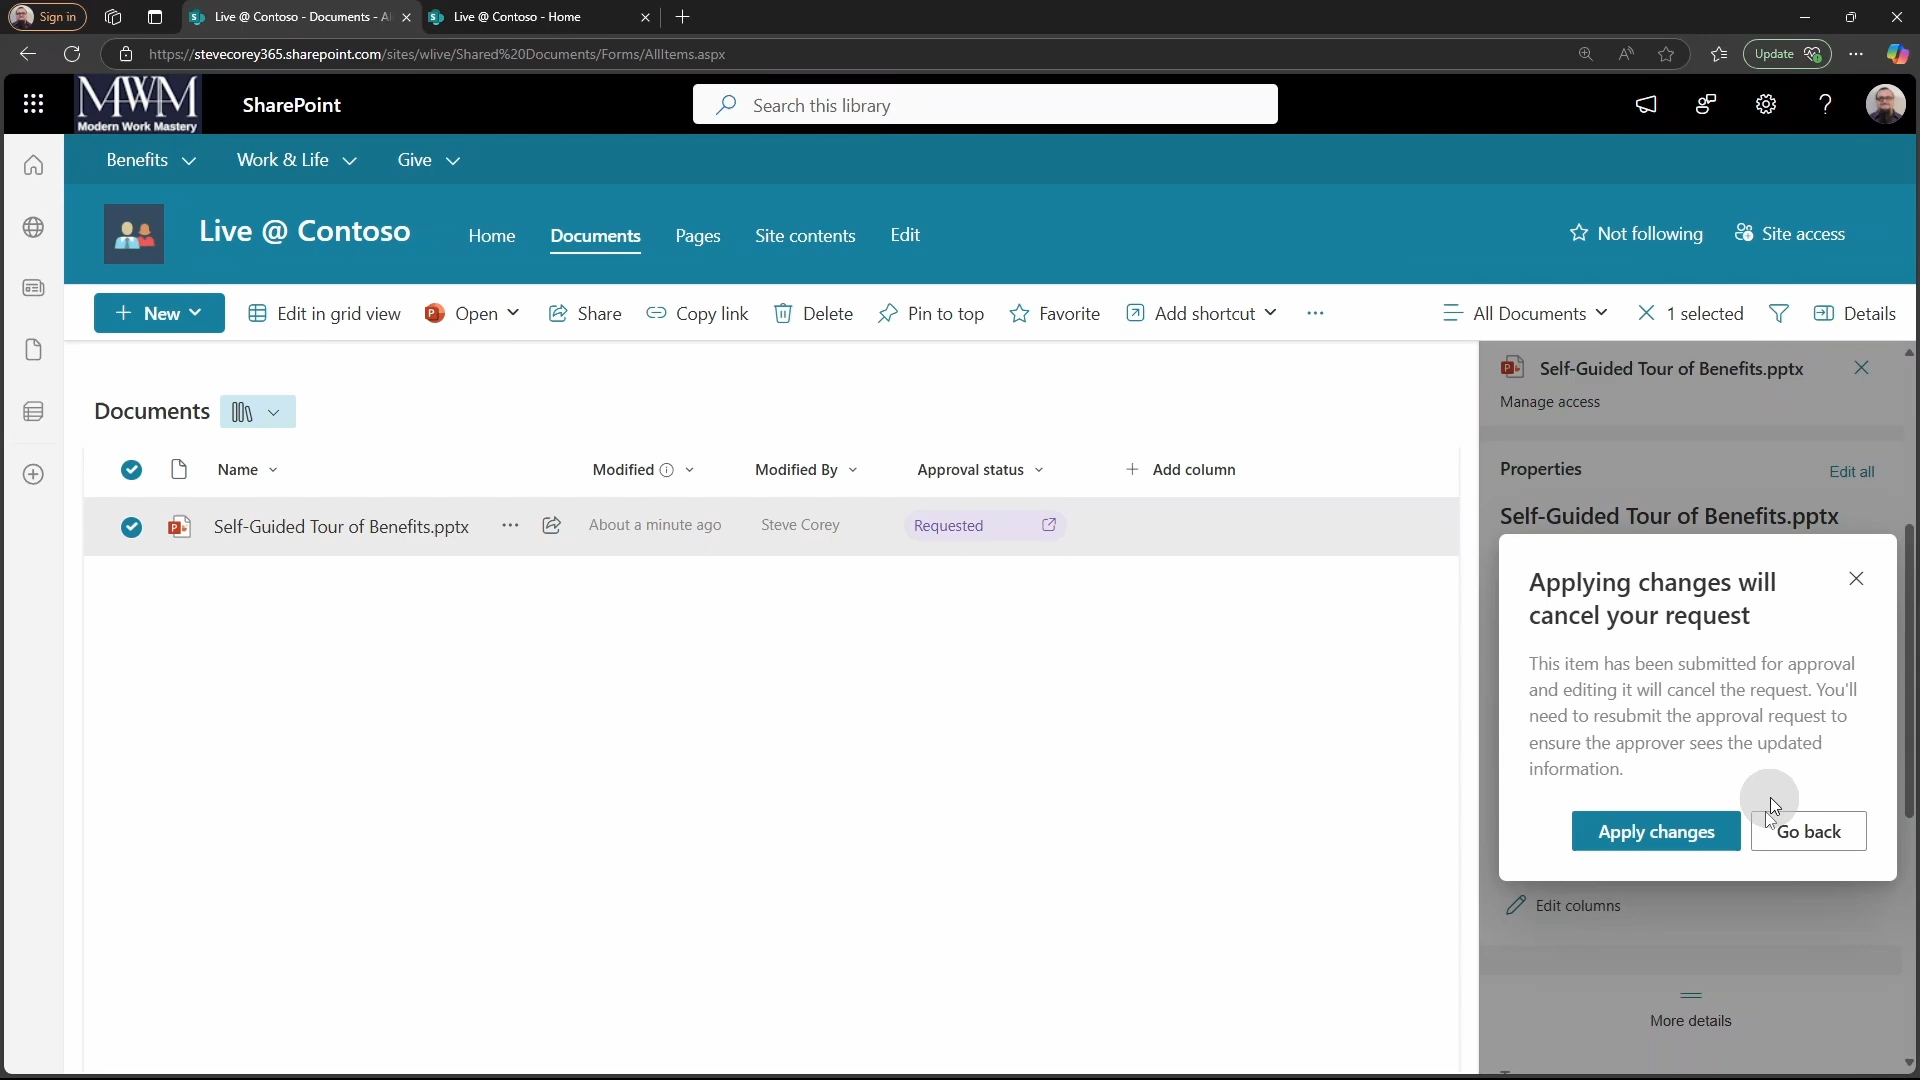 Sign in
Live @ Contoso - Documents - Al
Live @ Contoso - Home
https://stevecorey365.sharepoint.com/sites/wlive/Shared%20Documents/Forms/AllItems.aspx
Update
MWM
Modern Work Mastery
SharePoint
Search this library
Benefits
Work & Life
Give
Live @ Contoso
Home
Documents
Pages
Site contents
Edit
Not following
Site access
New
Edit in grid view
Open
Share
Copy link
Delete
Pin to top
Favorite
Add shortcut
All Documents
1 selected
Details
Documents
Name
Modified
Modified By
Approval status
Add column
Self-Guided Tour of Benefits.pptx
About a minute ago
Steve Corey
Requested
Self-Guided Tour of Benefits.pptx
Manage access
Properties
Edit all
Self-Guided Tour of Benefits.pptx
Applying changes will
cancel your request
This item has been submitted for approval
and editing it will cancel the request. You'll
need to resubmit the approval request to
ensure the approver sees the updated
information.
Apply changes
Go back
Edit columns
More details